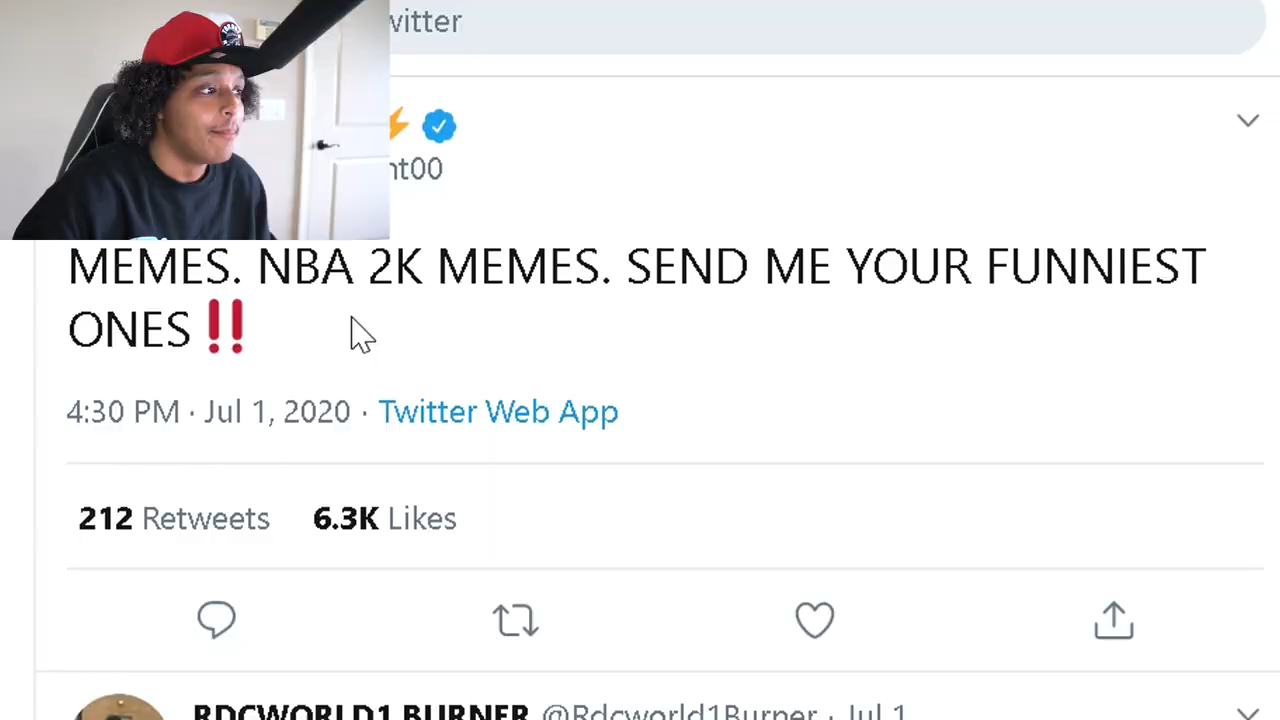 witter
nt00
MEMES. NBA 2K MEMES. SEND ME YOUR FUNNIEST
ONES‼️
4:30 PM · Jul 1, 2020 · Twitter Web App
212 Retweets 6.3K Likes
RDCWORLD1 BURNER @Rdcworld1Burner · Jul 1